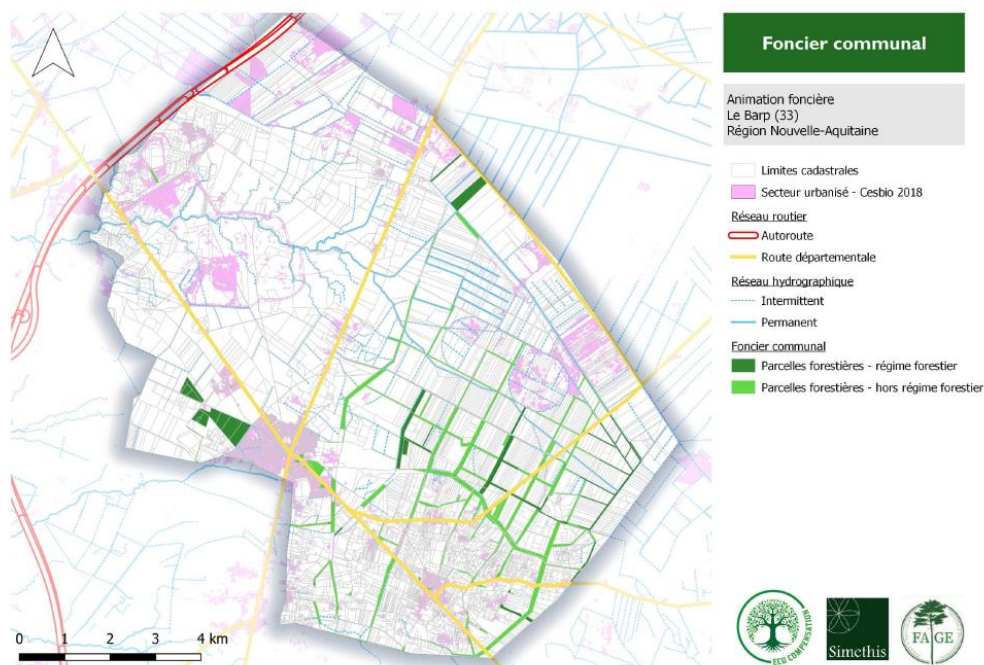 Foncier communal
Animation foncière
Le Barp (33)
Région Nouvelle-Aquitaine
Limites cadastrales
Secteur urbanisé - Cesbio 2018
Réseau routier
Autoroute
Route départementale
Réseau hydrographique
Intermittent
Permanent
Foncier communal
Parcelles forestières - régime forestier
Parcelles forestières - hors régime forestier
0 1 2 3 4 km
ECO COMPENSATION
Simethis
FA GE